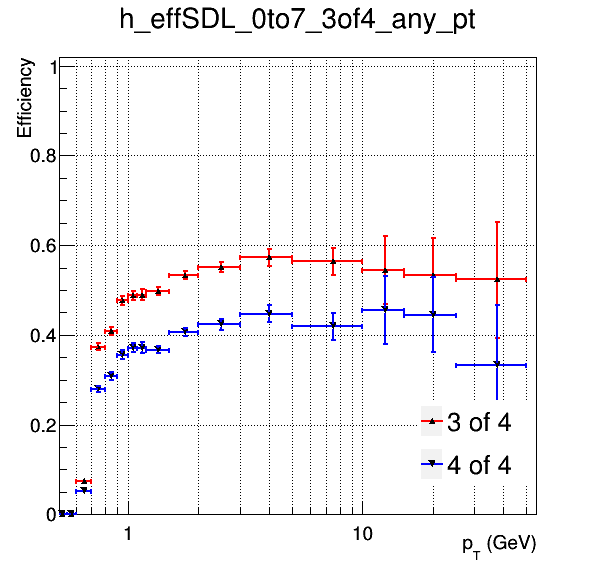 h_effSDL_0to7_3of4_any_pt
Efficiency
1
0.8
0.6
0.4
0.2
0
1
10
p_T (GeV)
3 of 4
4 of 4